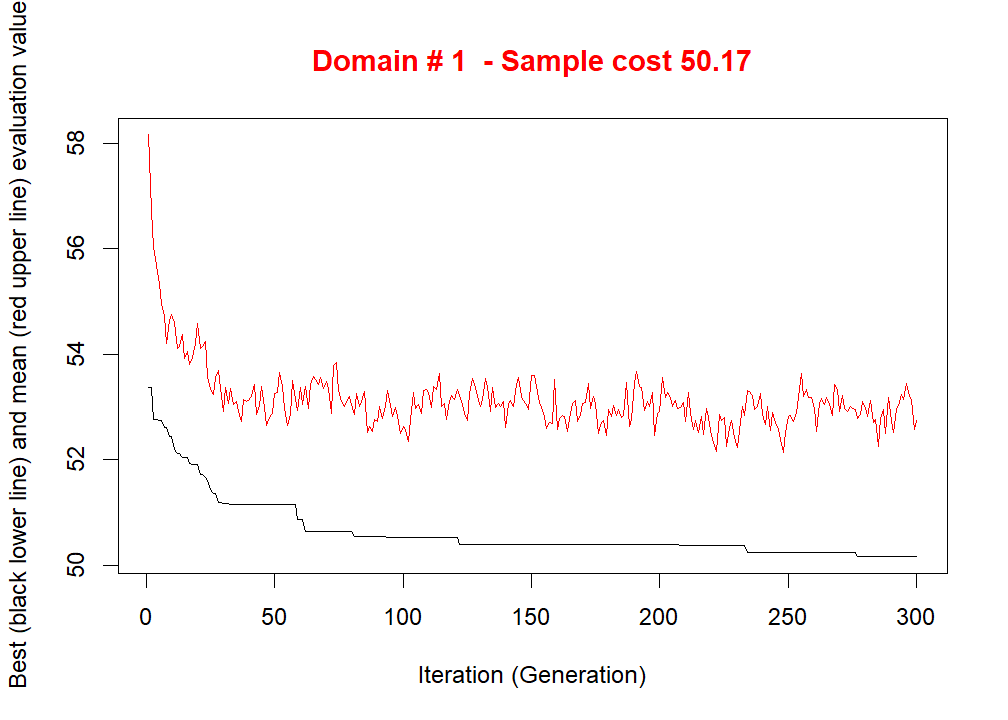 Domain # 1  - Sample cost 50.17
Best (black lower line) and mean (red upper line) evaluation value
58
56
54
52
50
0 50 100 150 200 250 300
Iteration (Generation)